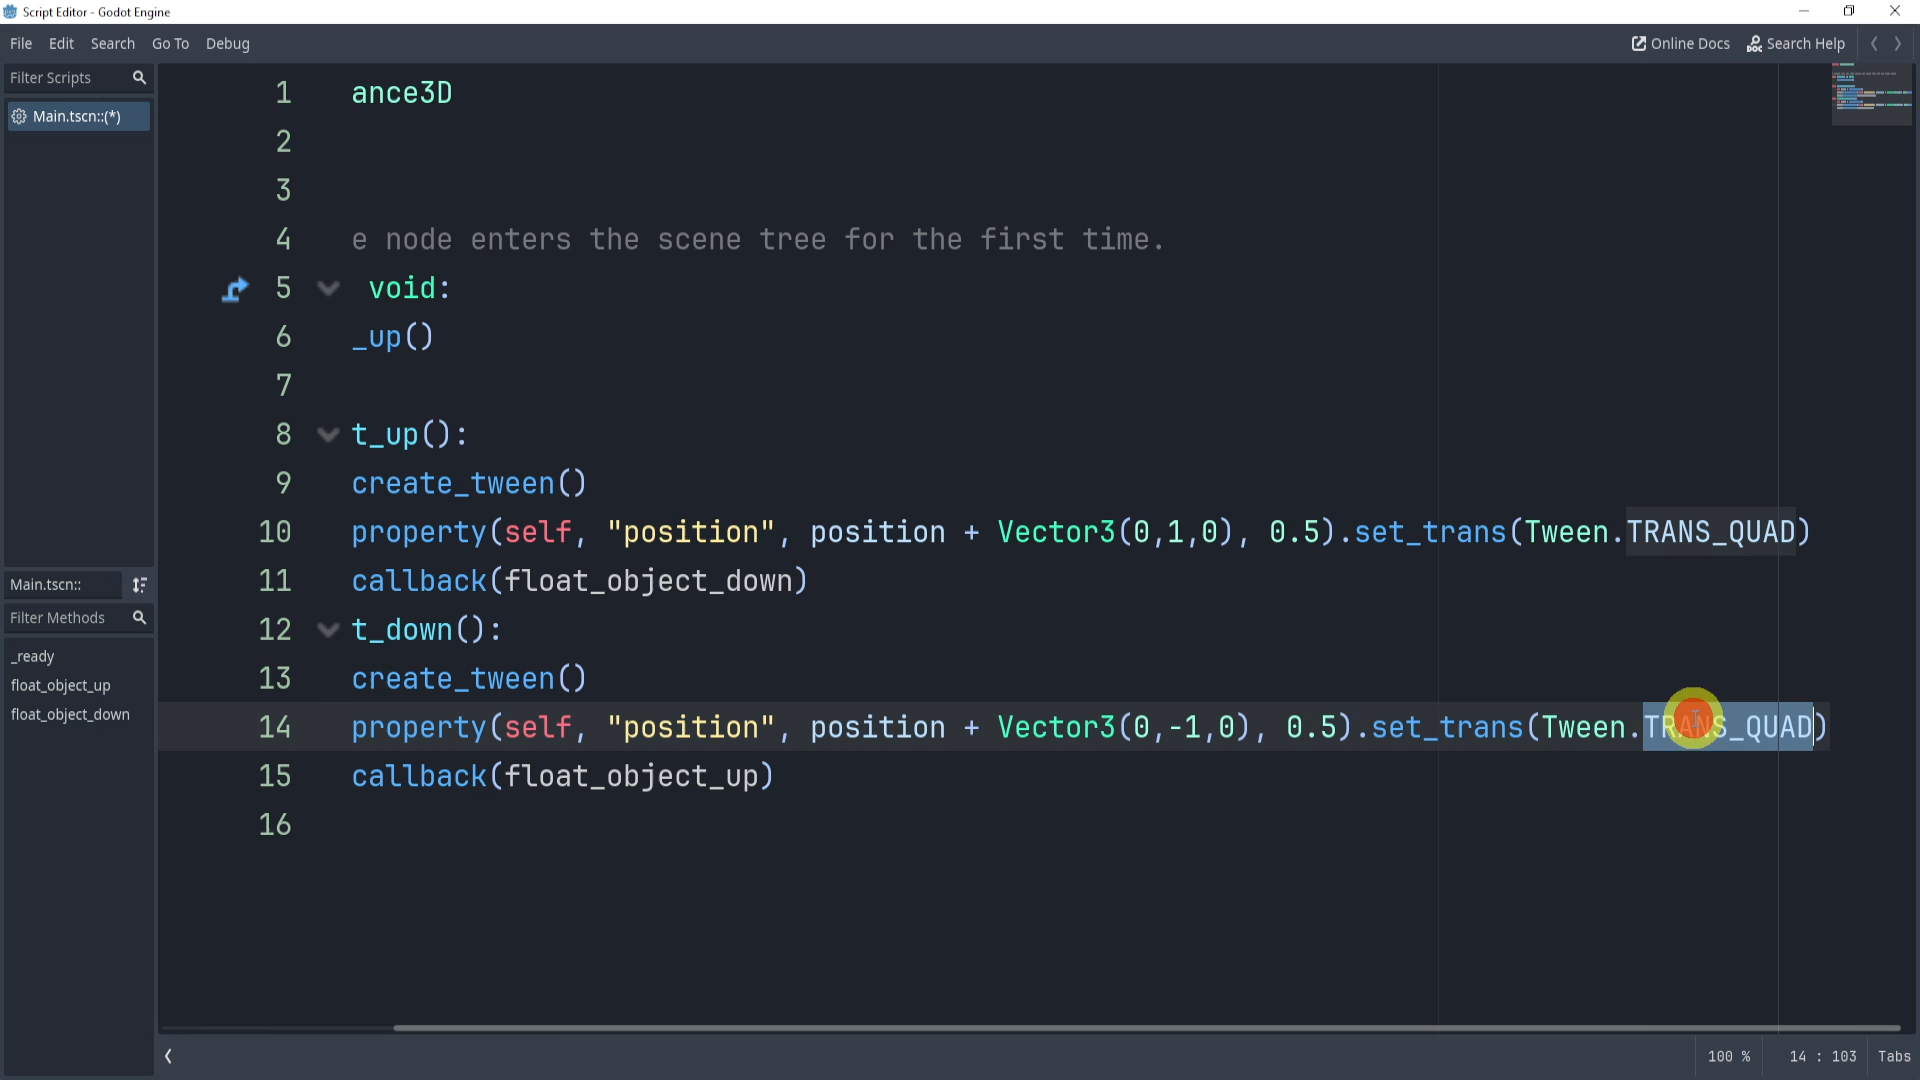 Script Editor - Godot Engine
File Edit Search Go To Debug
Online Docs Search Help
Filter Scripts
Main.tscn::(*)
1 ance3D
2
3
4 e node enters the scene tree for the first time.
5 void:
6 _up()
7
8 t_up():
9 create_tween()
10 property(self, "position", position + Vector3(0,1,0), 0.5).set_trans(Tween.TRANS_QUAD)
11 callback(float_object_down)
12 t_down():
13 create_tween()
14 property(self, "position", position + Vector3(0,-1,0), 0.5).set_trans(Tween.TRANS_QUAD)
15 callback(float_object_up)
16
Main.tscn::
Filter Methods
_ready
float_object_up
float_object_down
100 % 14 : 103 Tabs